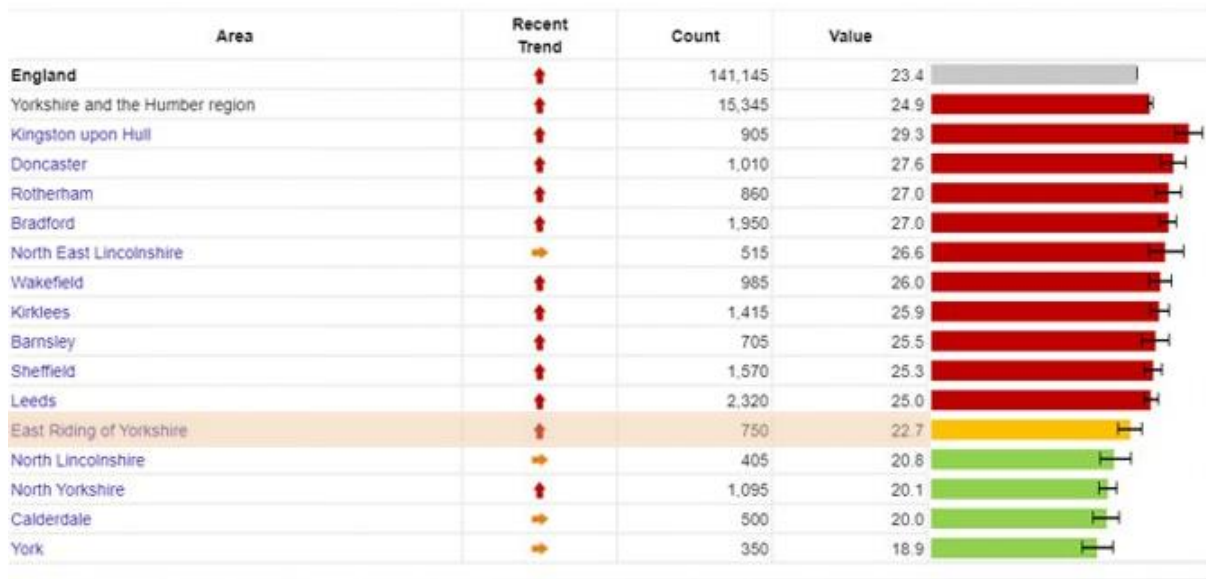 Area Recent Trend Count Value
England 141,145 23.4
Yorkshire and the Humber region 15,345 24.9
Kingston upon Hull 905 29.3
Doncaster 1,010 27.6
Rotherham 860 27.0
Bradford 1,950 27.0
North East Lincolnshire 515 26.6
Wakefield 985 26.0
Kirklees 1,415 25.9
Barnsley 705 25.5
Sheffield 1,570 25.3
Leeds 2,320 25.0
East Riding of Yorkshire 750 22.7
North Lincolnshire 405 20.8
North Yorkshire 1,095 20.1
Calderdale 500 20.0
York 350 18.9